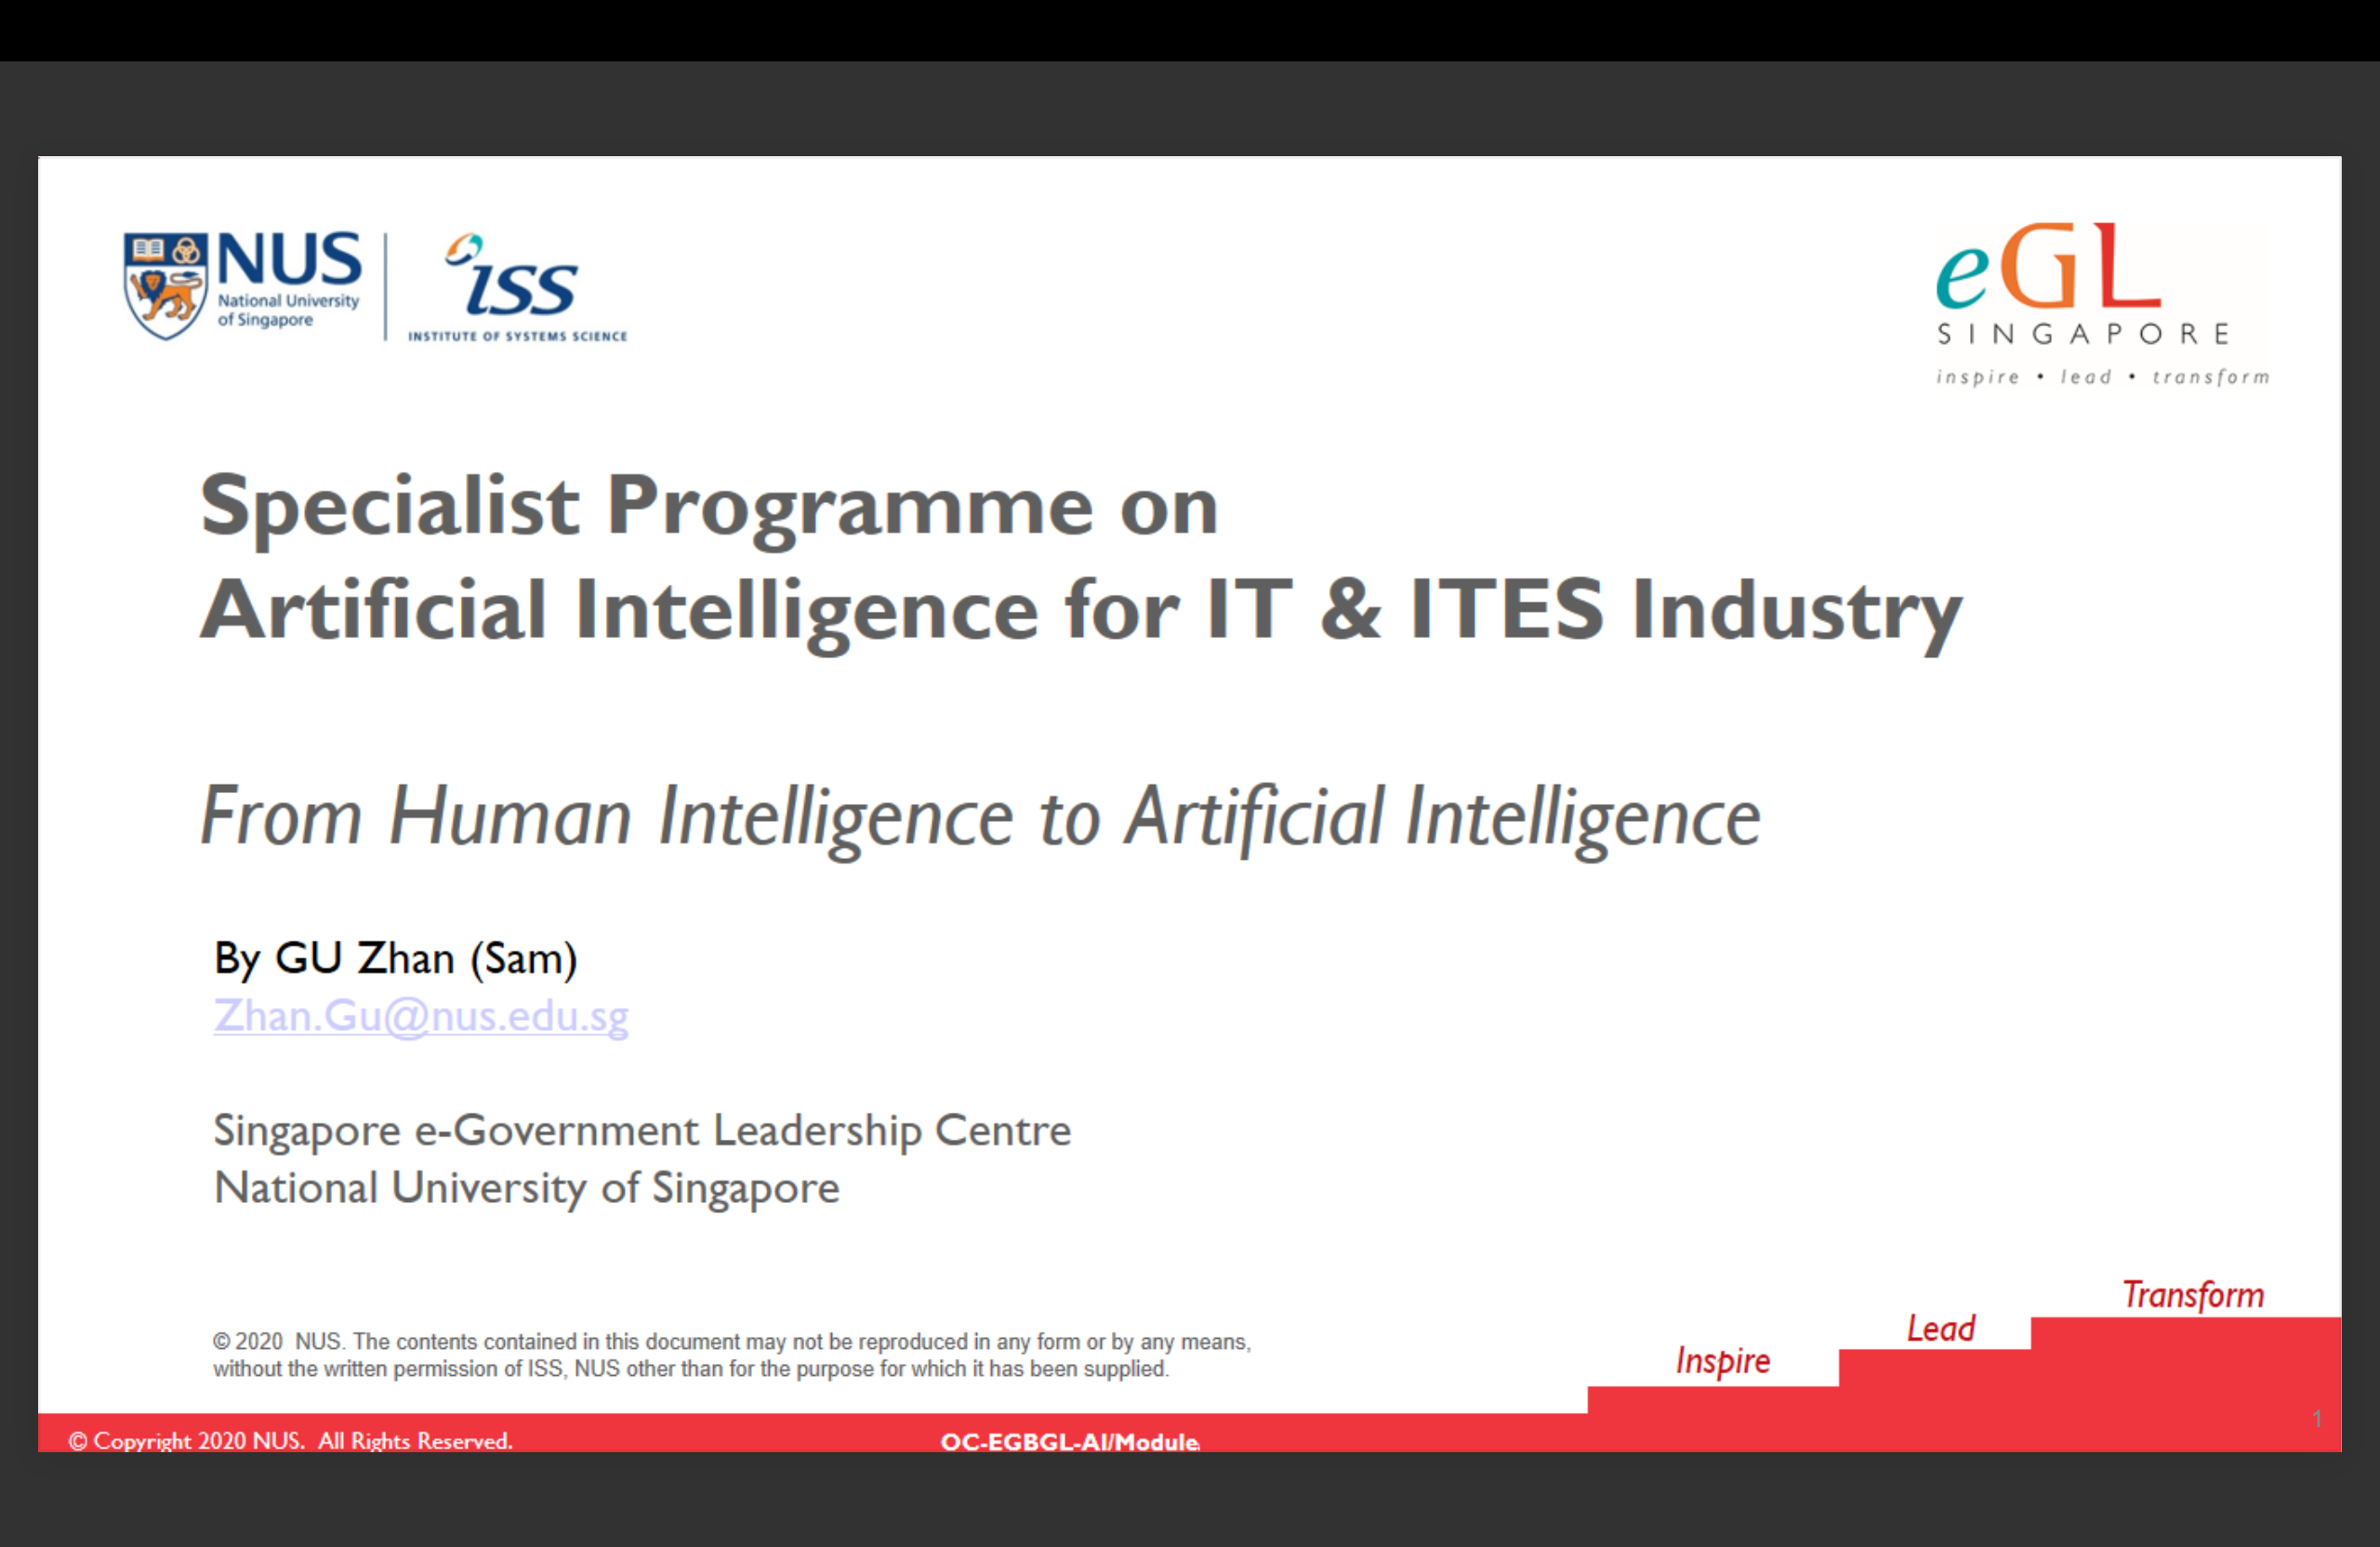 NUS
National University
of Singapore
iss
INSTITUTE OF SYSTEMS SCIENCE
eGL
SINGAPORE
inspire • lead • transform
Specialist Programme on
Artificial Intelligence for IT & ITES Industry
From Human Intelligence to Artificial Intelligence
By GU Zhan (Sam)
Zhan.Gu@nus.edu.sg
Singapore e-Government Leadership Centre
National University of Singapore
© 2020  NUS. The contents contained in this document may not be reproduced in any form or by any means,
without the written permission of ISS, NUS other than for the purpose for which it has been supplied.
Inspire
Lead
Transform
© Copyright 2020 NUS.  All Rights Reserved.
OC-EGBGL-AI/Module
1